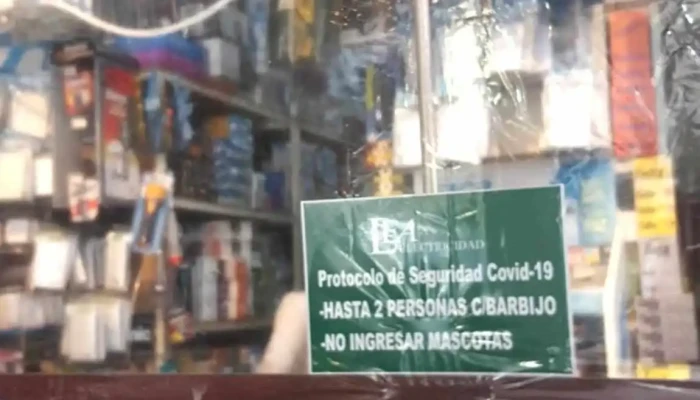 ELECTRICIDAD
Protocolo de Seguridad Covid-19
-HASTA 2 PERSONAS C/BARBIJO
-NO INGRESAR MASCOTAS